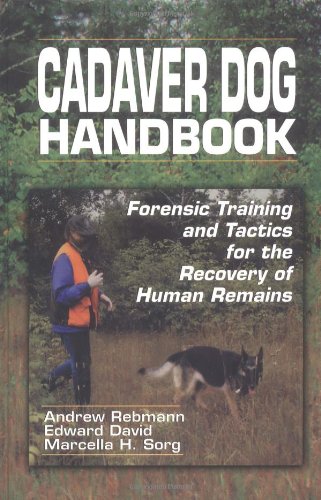 CADAVER DOG
HANDBOOK
Forensic Training
and Tactics
for the
Recovery of
Human Remains
Andrew Rebmann
Edward David
Marcella H. Sorg